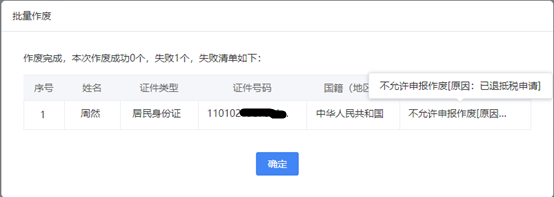 批量作废
作废完成，本次作废成功0个，失败1个，失败清单如下：
序号 姓名 证件类型 证件号码 国籍（地区
不允许申报作废[原因：已退抵税申请]
1 周然 居民身份证 110102 中华人民共和国 不允许申报作废[原因...
确定